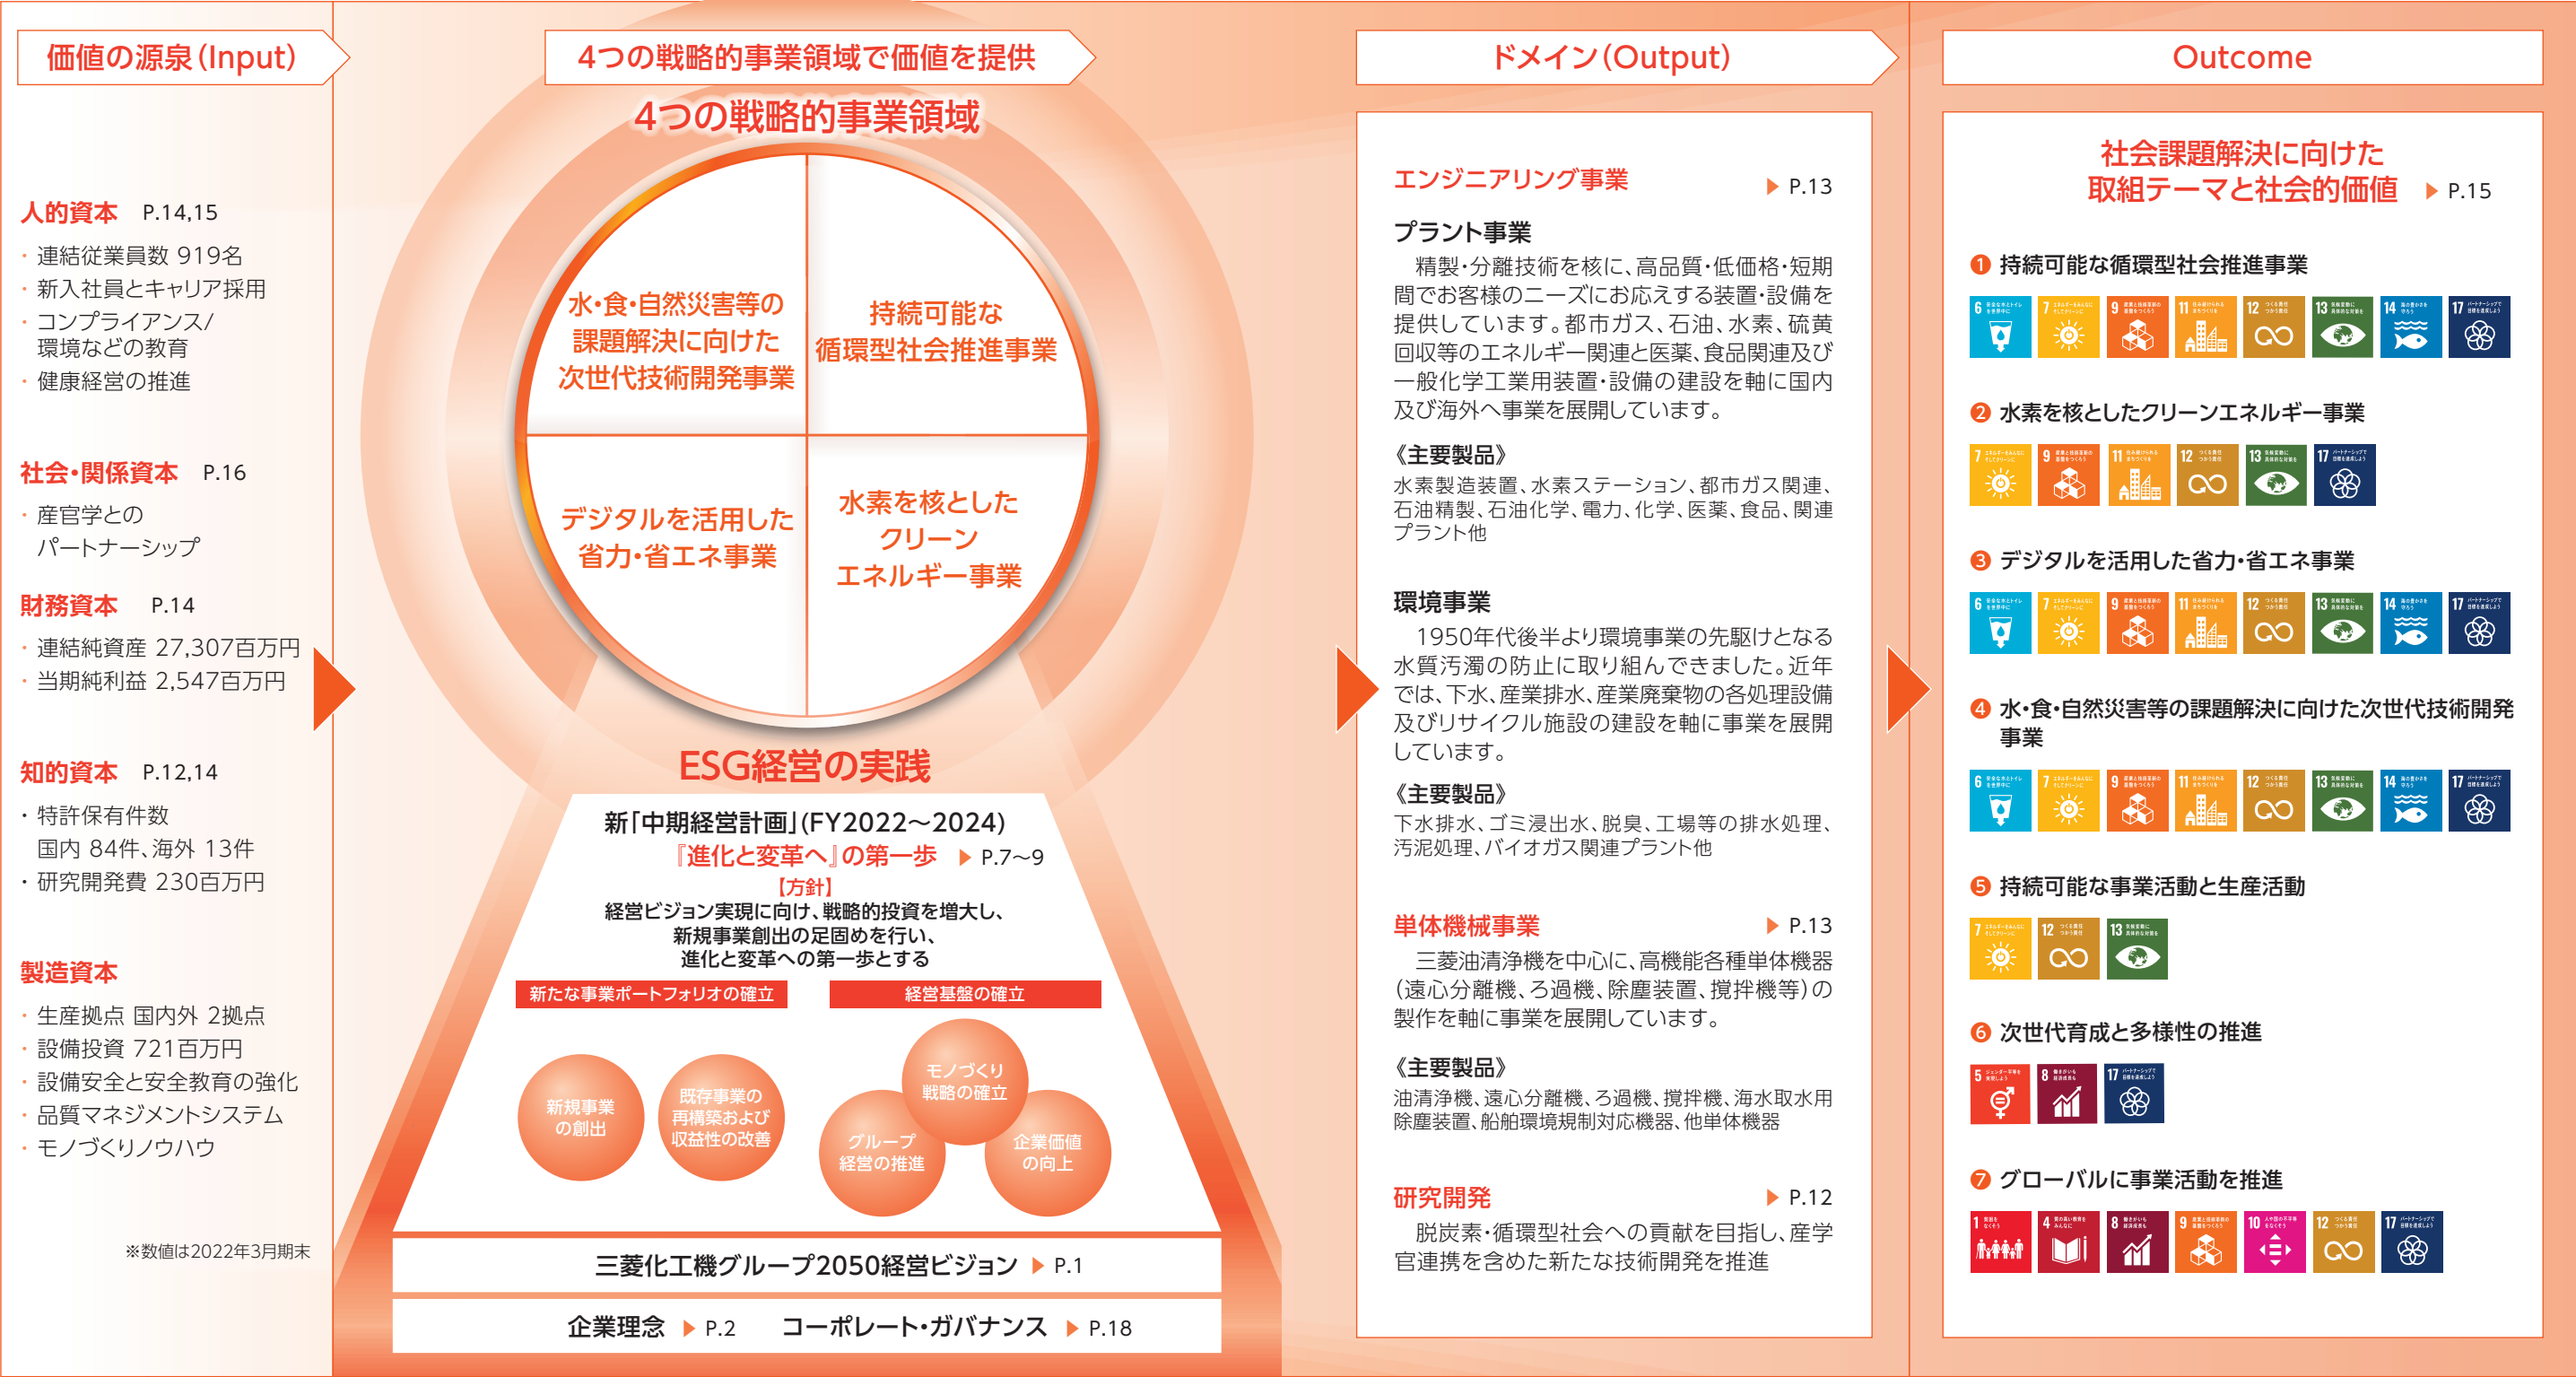 価値の源泉(Input)
人的資本 P.14,15
・連結従業員数 919名
・新入社員とキャリア採用
・コンプライアンス/
環境などの教育
・健康経営の推進
社会・関係資本 P.16
・産官学との
パートナーシップ
財務資本 P.14
・連結純資産 27,307百万円
・当期純利益 2,547百万円
知的資本 P.12,14
・特許保有件数
国内 84件、海外 13件
・研究開発費 230百万円
製造資本
・生産拠点 国内外 2拠点
・設備投資 721百万円
・設備安全と安全教育の強化
・品質マネジメントシステム
・モノづくりノウハウ
※数値は2022年3月期末
4つの戦略的事業領域で価値を提供
4つの戦略的事業領域
水・食・自然災害等の
課題解決に向けた
次世代技術開発事業
持続可能な
循環型社会推進事業
デジタルを活用した
省力・省エネ事業
水素を核とした
クリーン
エネルギー事業
ESG経営の実践
新「中期経営計画」(FY2022~2024)
『進化と変革へ』の第一歩 ▶ P.7~9
【方針】
経営ビジョン実現に向け、戦略的投資を増大し、
新規事業創出の足固めを行い、
進化と変革への第一歩とする
新たな事業ポートフォリオの確立
経営基盤の確立
新規事業
の創出
既存事業の
再構築および
収益性の改善
モノづくり
戦略の確立
グループ
経営の推進
企業価値
の向上
三菱化工機グループ2050経営ビジョン ▶ P.1
企業理念 ▶ P.2 コーポレート・ガバナンス ▶ P.18
ドメイン(Output)
エンジニアリング事業 ▶ P.13
プラント事業
精製・分離技術を核に、高品質・低価格・短期
間でお客様のニーズにお応えする装置・設備を
提供しています。都市ガス、石油、水素、硫黄
回収等のエネルギー関連と医薬、食品関連及び
一般化学工業用装置・設備の建設を軸に国内
及び海外へ事業を展開しています。
《主要製品》
水素製造装置、水素ステーション、都市ガス関連、
石油精製、石油化学、電力、化学、医薬、食品、関連
プラント他
環境事業
1950年代後半より環境事業の先駆けとなる
水質汚濁の防止に取り組んできました。近年
では、下水、産業排水、産業廃棄物の各処理設備
及びリサイクル施設の建設を軸に事業を展開
しています。
《主要製品》
下水排水、ゴミ浸出水、脱臭、工場等の排水処理、
汚泥処理、バイオガス関連プラント他
単体機械事業 ▶ P.13
三菱油清浄機を中心に、高機能各種単体機器
(遠心分離機、ろ過機、除塵装置、撹拌機等)の
製作を軸に事業を展開しています。
《主要製品》
油清浄機、遠心分離機、ろ過機、撹拌機、海水取水用
除塵装置、船舶環境規制対応機器、他単体機器
研究開発 ▶ P.12
脱炭素・循環型社会への貢献を目指し、産学
官連携を含めた新たな技術開発を推進
Outcome
社会課題解決に向けた
取組テーマと社会的価値 ▶ P.15
❶ 持続可能な循環型社会推進事業
6 7 9 11 12 13 14 17
❷ 水素を核としたクリーンエネルギー事業
7 9 11 12 13 17
❸ デジタルを活用した省力・省エネ事業
6 7 9 11 12 13 14 17
❹ 水・食・自然災害等の課題解決に向けた次世代技術開発
事業
6 7 9 11 12 13 14 17
❺ 持続可能な事業活動と生産活動
7 12 13
❻ 次世代育成と多様性の推進
5 8 17
❼ グローバルに事業活動を推進
1 4 8 9 10 12 17